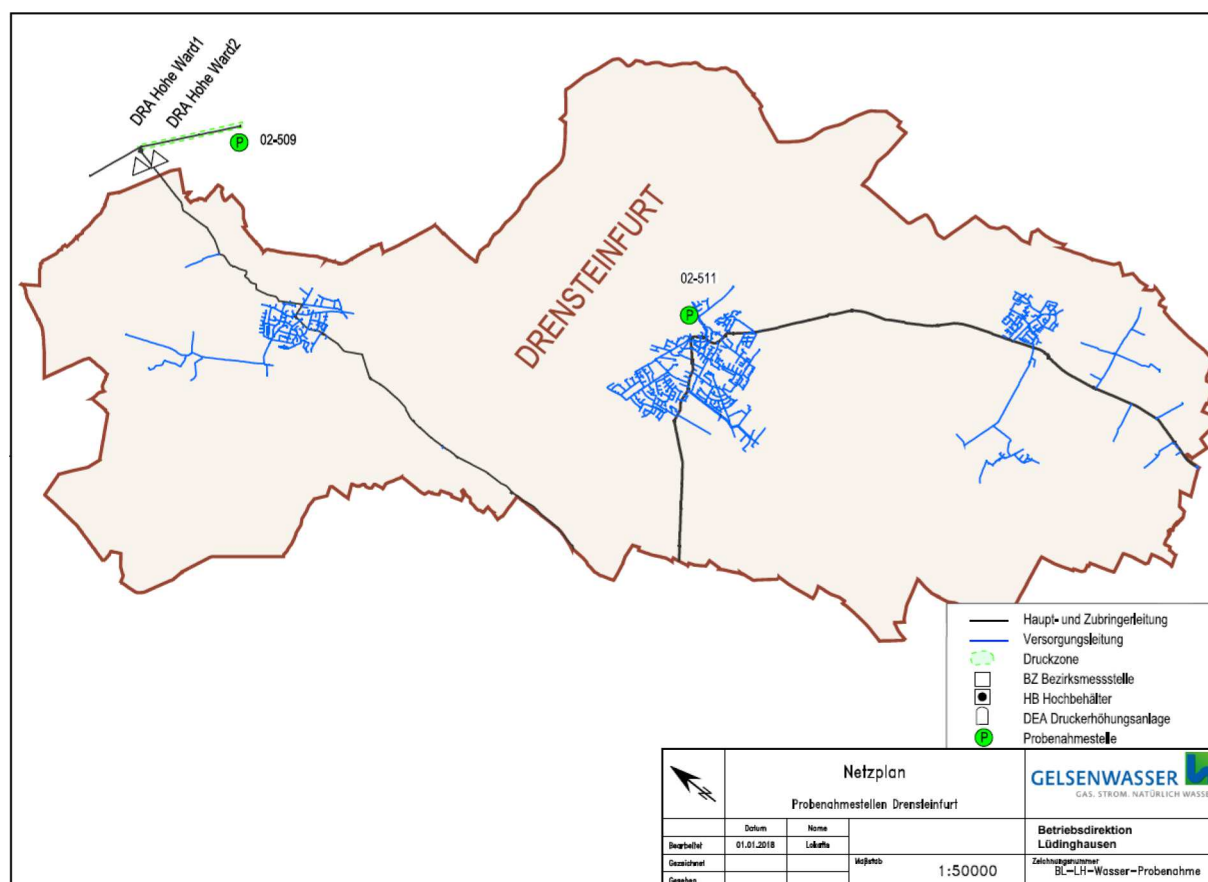 DRA Hohe Ward1
DRA Hohe Ward2
P
02-509
DRENSTEINFURT
02-511
P
Haupt- und Zubringerleitung
Versorgungsleitung
Druckzone
BZ Bezirksmessstelle
HB Hochbehälter
DEA Druckerhöhungsanlage
P Probenahmestelle
Netzplan
Probenahmestellen Drensteinfurt
GELSENWASSER
GAS. STROM. NATÜRLICH WASSE
Datum Name
Bearbeitet 01.01.2018
Gezeichnet
Gesehen
Maßstab 1:50000
Betriebsdirektion
Lüdinghausen
Zeichnungsnummer
BL-LH-Wasser-Probenahme